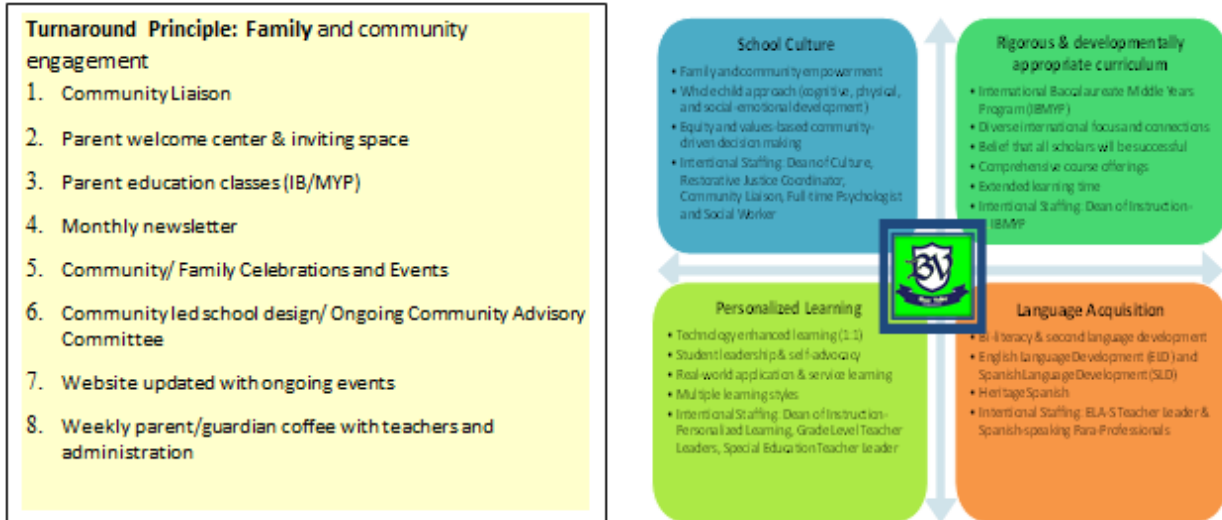 Turnaround Principle: Family and community
engagement
1. Community Liaison
2. Parent welcome center & inviting space
3. Parent education classes (IB/MYP)
4. Monthly newsletter
5. Community/ Family Celebrations and Events
6. Community led school design/ Ongoing Community Advisory
Committee
7. Website updated with ongoing events
8. Weekly parent/guardian coffee with teachers and
administration
School Culture
• Family and community empowerment
• Whole child approach (cognitive, physical,
and social-emotional development)
• Equity and values-based community-
driven decision making
• Intentional Staffing: Dean of Culture,
Restorative Justice Coordinator,
Community Liaison, Full-time Psychologist
and Social Worker
Rigorous & developmentally
appropriate curriculum
• International Baccalaureate Middle Years
Program (IBMYP)
• Diverse international focus and connections
• Belief that all scholars will be successful
• Comprehensive course offerings
• Extended learning time
• Intentional Staffing: Dean of Instruction-
IBMYP
BV
Personalized Learning
• Technology enhanced learning (1:1)
• Student leadership & self-advocacy
• Real-world application & service learning
• Multiple learning styles
• Intentional Staffing: Dean of Instruction-
Personalized Learning, Grade Level Teacher
Leaders, Special Education Teacher Leader
Language Acquisition
• Bi-literacy & second language development
• English Language Development (ELD) and
Spanish Language Development (SLD)
• Heritage Spanish
• Intentional Staffing: ELA-S Teacher Leader &
Spanish-speaking Para-Professionals